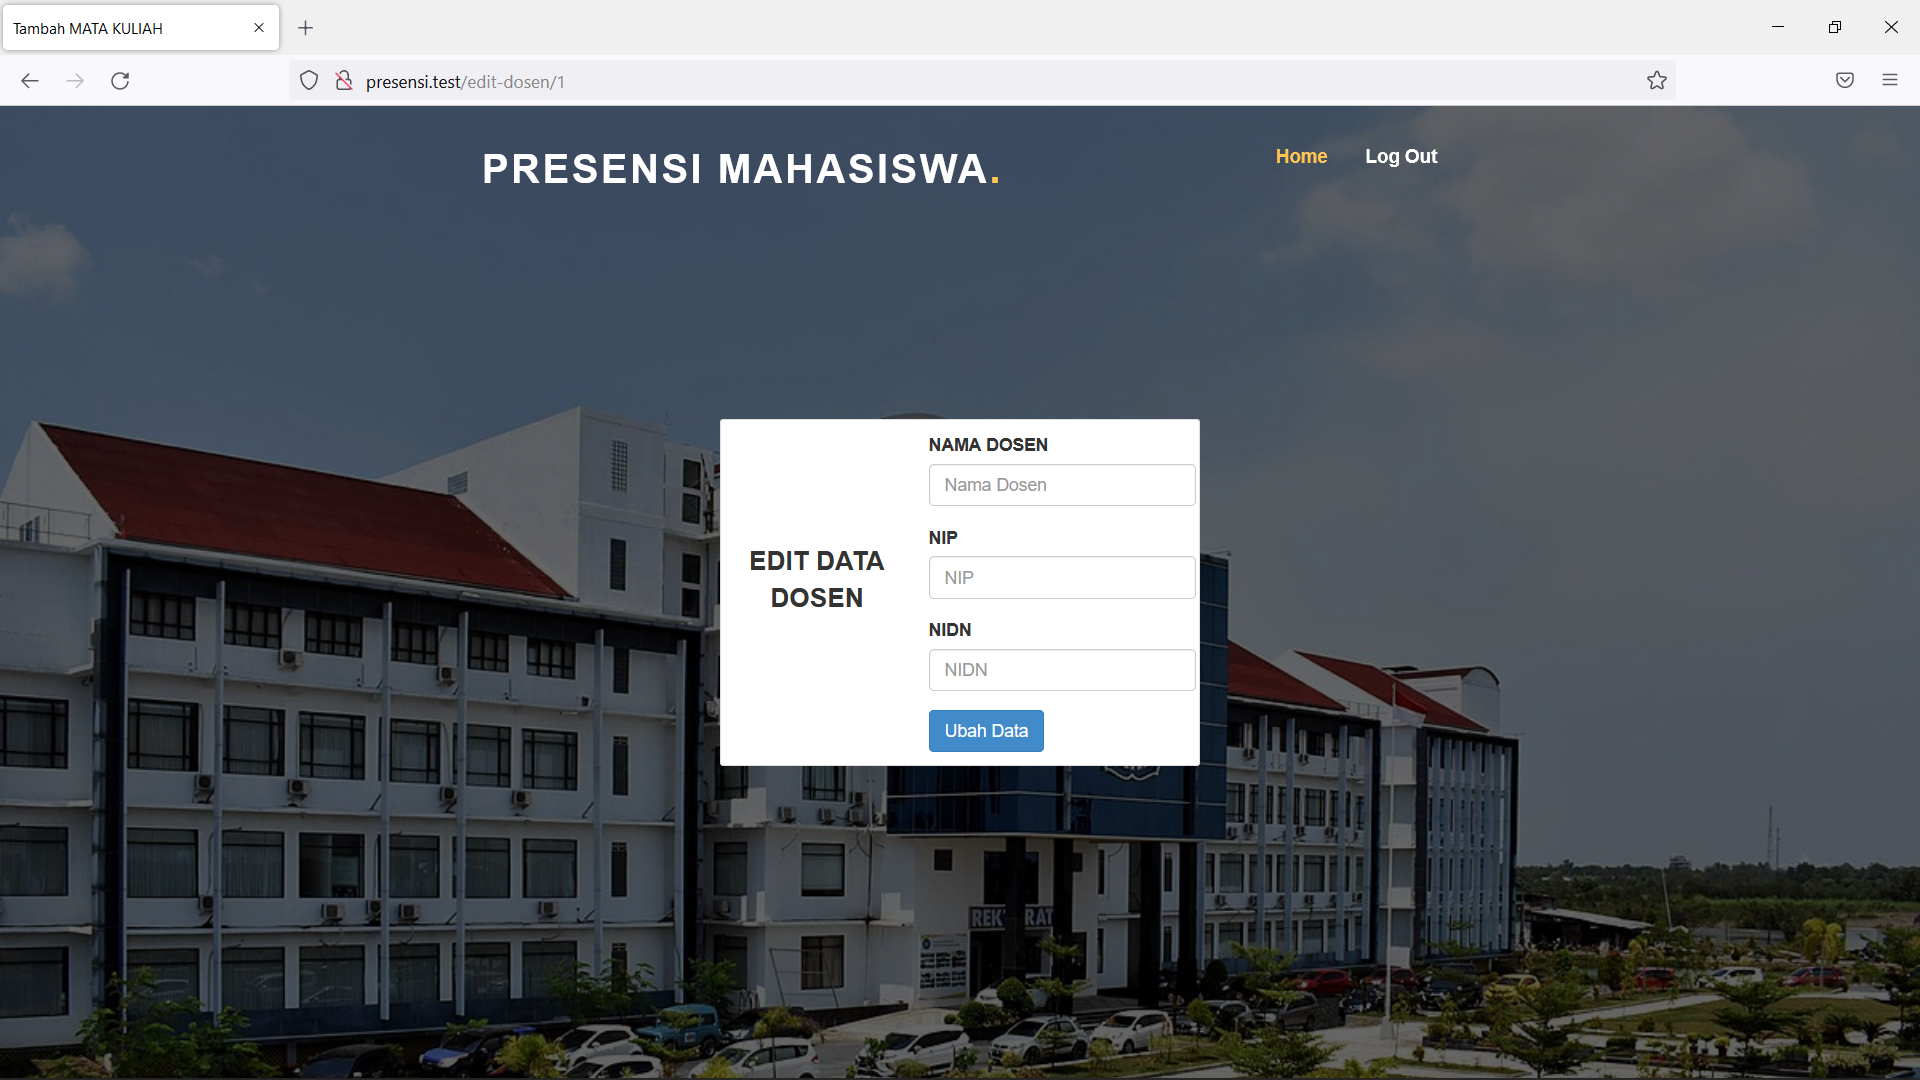 Tambah MATA KULIAH
presensi.test/edit-dosen/1
PRESENSI MAHASISWA.
Home
Log Out
NAMA DOSEN
Nama Dosen
NIP
NIP
EDIT DATA
DOSEN
NIDN
NIDN
Ubah Data